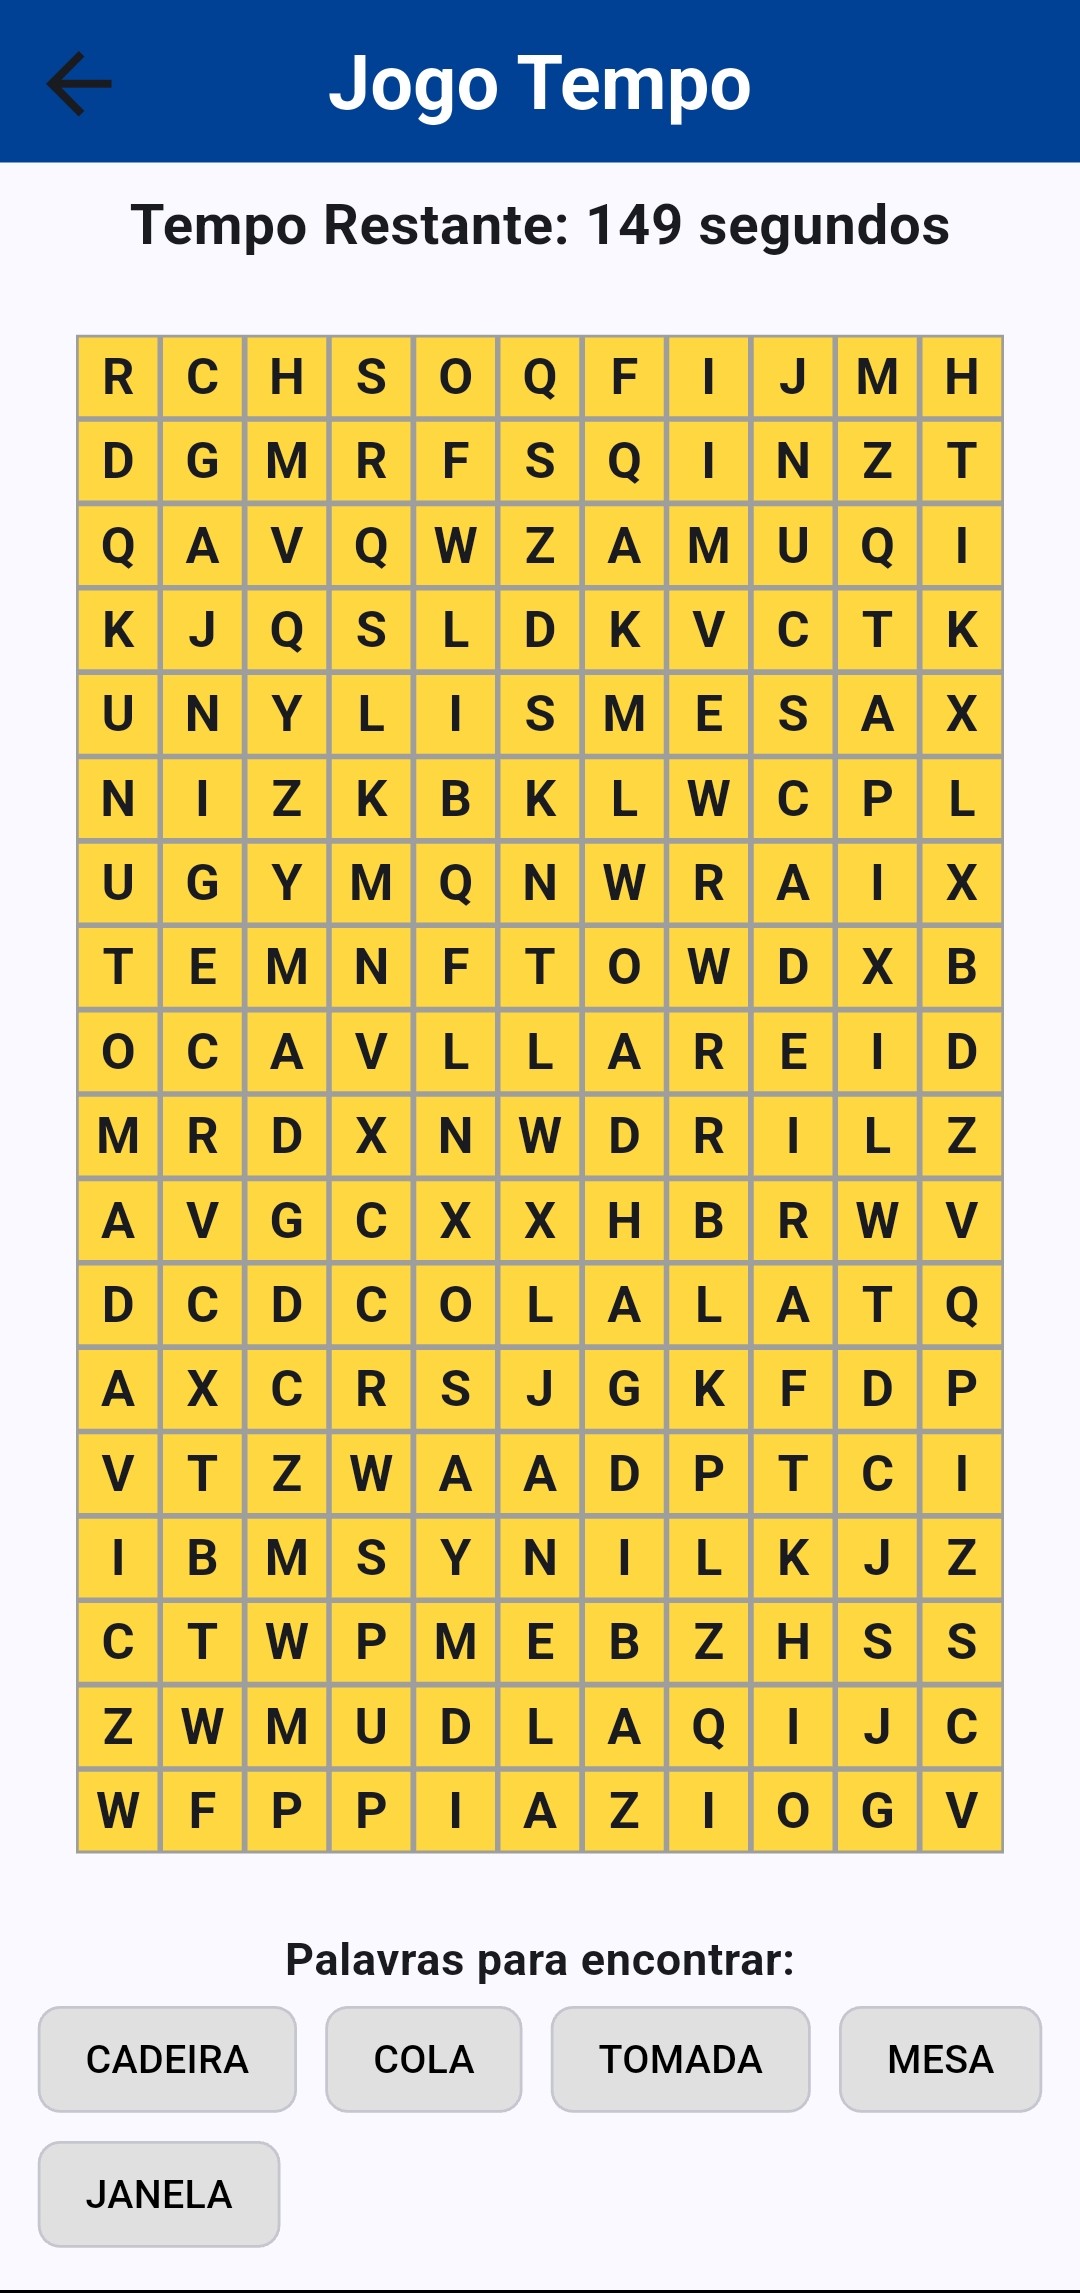 Jogo Tempo
Tempo Restante: 149 segundos
R C H S O Q F I J M H
D G M R F S Q I N Z T
Q A V Q W Z A M U Q I
K J Q S L D K V C T K
U N Y L I S M E S A X
N I Z K B K L W C P L
U G Y M Q N W R A I X
T E M N F T O W D X B
O C A V L L A R E I D
M R D X N W D R I L Z
A V G C X X H B R W V
D C D C O L A L A T Q
A X C R S J G K F D P
V T Z W A A D P T C I
I B M S Y N I L K J Z
C T W P M E B Z H S S
Z W M U D L A Q I J C
W F P P I A Z I O G V
Palavras para encontrar:
CADEIRA COLA TOMADA MESA
JANELA